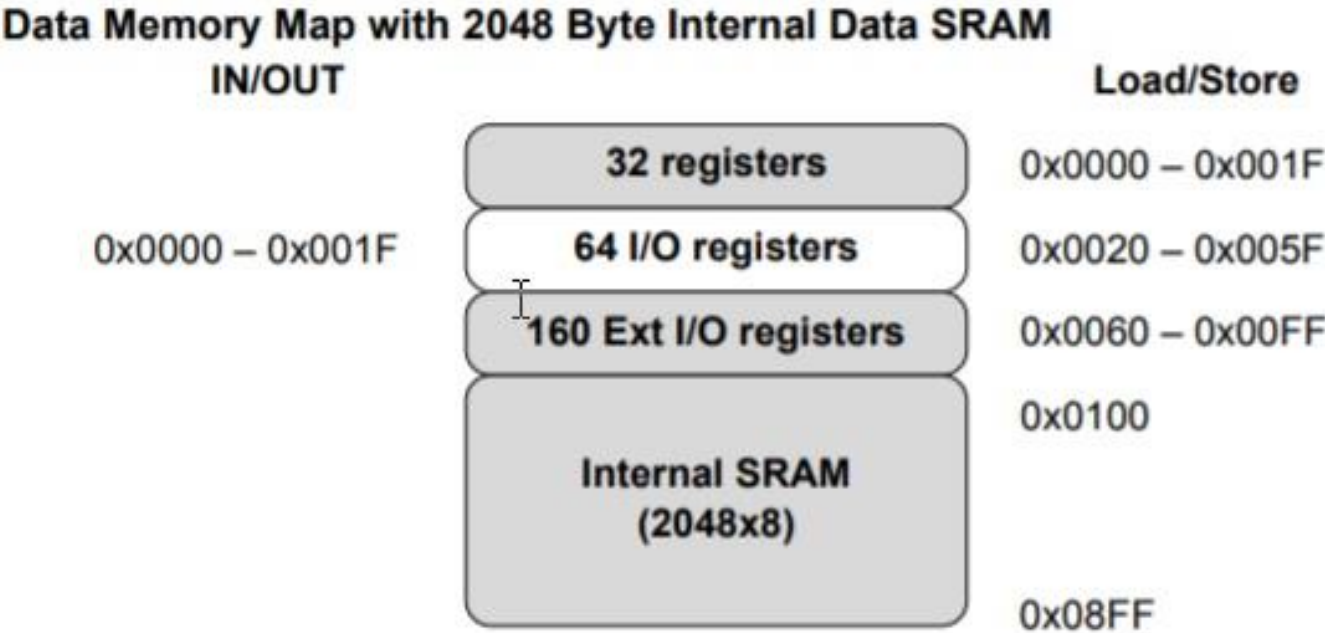 Data Memory Map with 2048 Byte Internal Data SRAM
IN/OUT Load/Store
32 registers 0x0000 – 0x001F
0x0000 – 0x001F 64 I/O registers 0x0020 – 0x005F
160 Ext I/O registers 0x0060 – 0x00FF
0x0100
Internal SRAM
(2048x8)
0x08FF